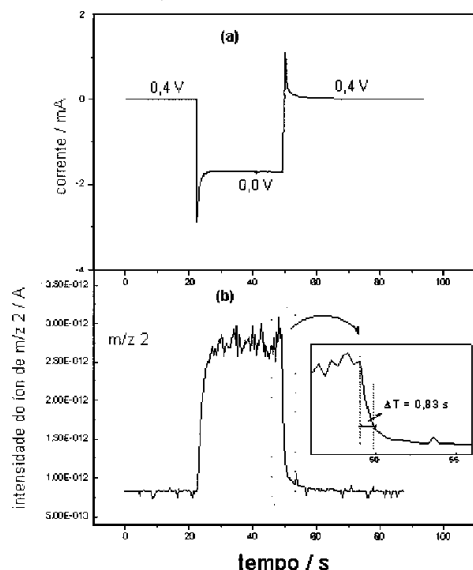 (a)
2
0
-2
-4
corrente / mA
0,4 V
0,0 V
0,4 V
0 20 40 60 80 100
(b)
m/z 2
3.50E-012
3.00E-012
2.50E-012
2.00E-012
1.50E-012
1.00E-012
5.00E-013
intensidade do íon de m/z 2 / A
ΔT = 0,83 s
0 20 40 60 80 100
tempo / s